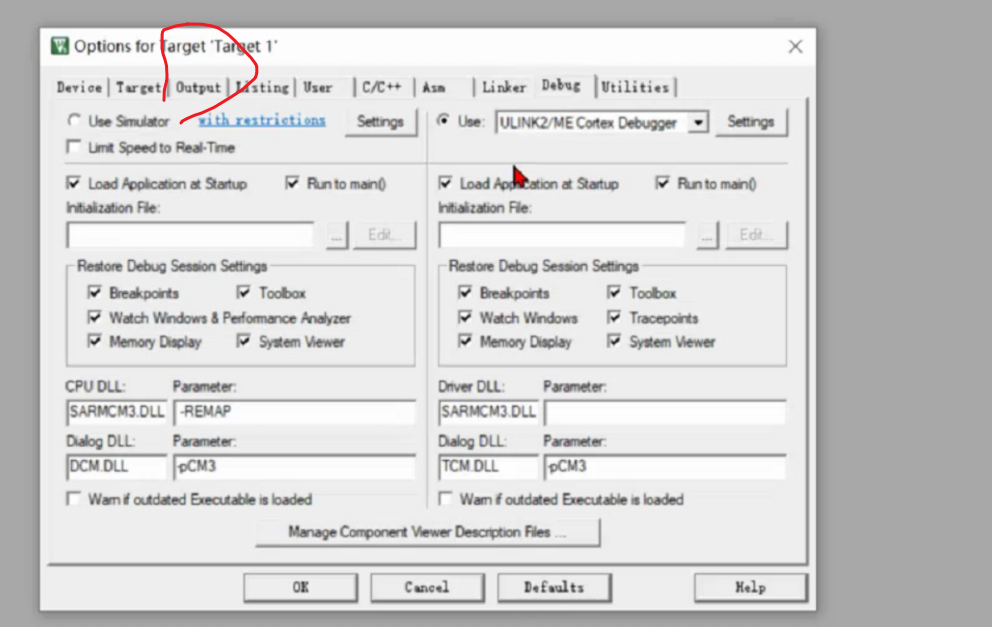 Options for Target 'Target 1'
Device Target Output Listing User C/C++ Asm Linker Debug Utilities
Use Simulator with restrictions Settings Use: ULINK2/ME Cortex Debugger Settings
Limit Speed to Real-Time
Load Application at Startup Run to main() Load Application at Startup Run to main()
Initialization File: Initialization File:
... Edit... ... Edit...
Restore Debug Session Settings Restore Debug Session Settings
Breakpoints Toolbox Breakpoints Toolbox
Watch Windows & Performance Analyzer Watch Windows Tracepoints
Memory Display System Viewer Memory Display System Viewer
CPU DLL: Parameter: Driver DLL: Parameter:
SARMCM3.DLL -REMAP SARMCM3.DLL
Dialog DLL: Parameter: Dialog DLL: Parameter:
DCM.DLL -pCM3 TCM.DLL -pCM3
Warn if outdated Executable is loaded Warn if outdated Executable is loaded
Manage Component Viewer Description Files ...
OK Cancel Defaults Help